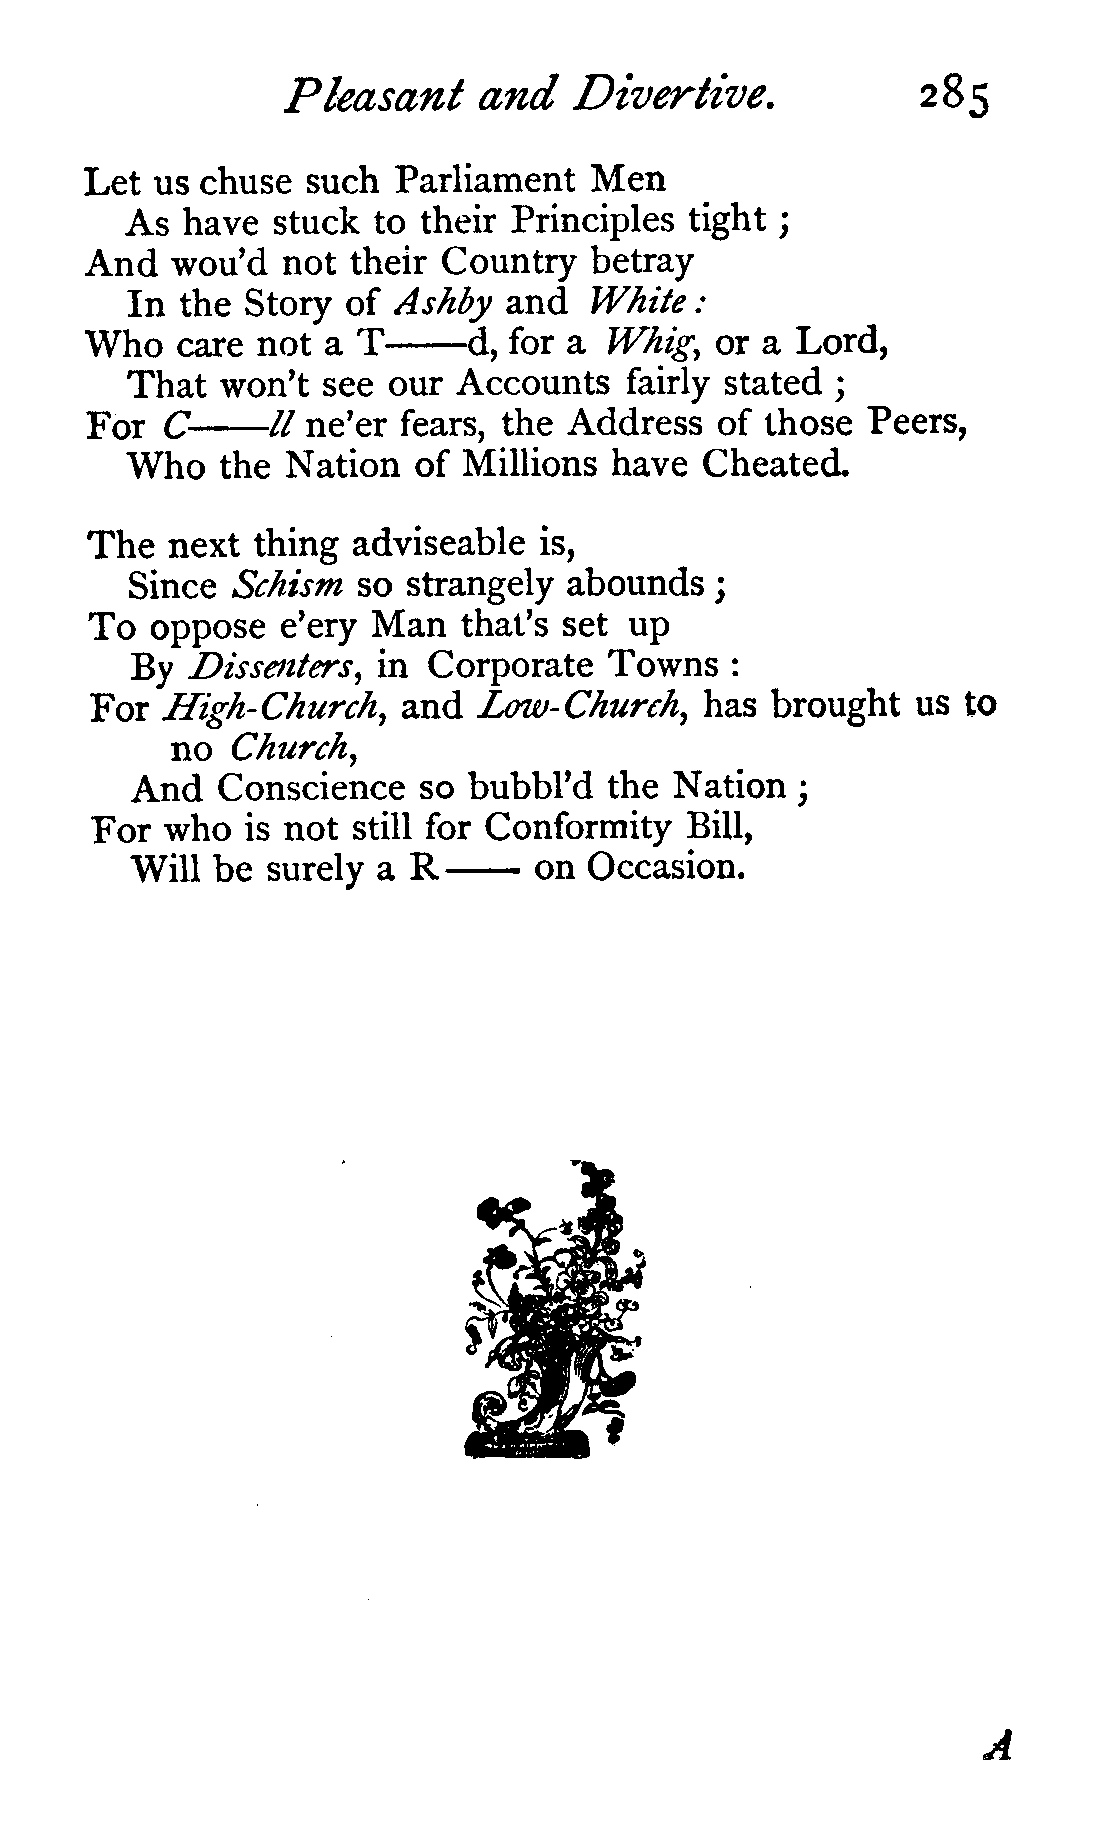 Pleasant and Divertive. 285
Let us chuse such Parliament Men
As have stuck to their Principles tight ;
And wou'd not their Country betray
In the Story of Ashby and White :
Who care not a T——d, for a Whig, or a Lord,
That won't see our Accounts fairly stated ;
For C——ll ne'er fears, the Address of those Peers,
Who the Nation of Millions have Cheated.
The next thing adviseable is,
Since Schism so strangely abounds ;
To oppose e'ery Man that's set up
By Dissenters, in Corporate Towns :
For High-Church, and Low-Church, has brought us to
no Church,
And Conscience so bubbl'd the Nation ;
For who is not still for Conformity Bill,
Will be surely a R—— on Occasion.
A